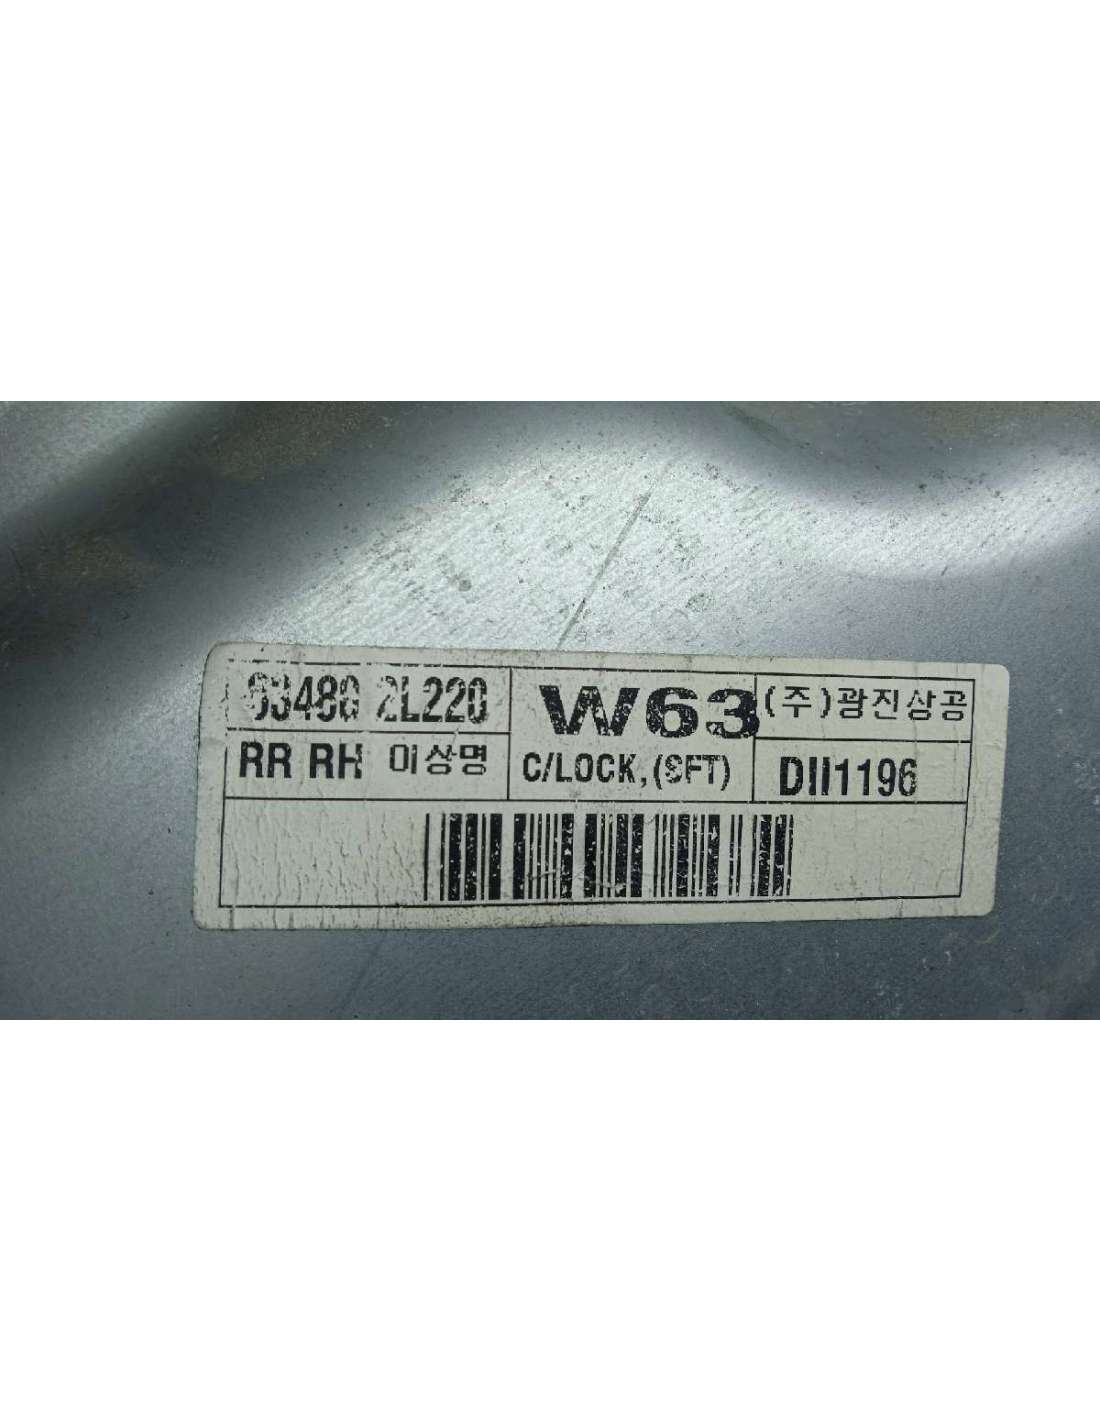 83480 2L220
W63
(주)광진상공
RR RH 이상명
C/LOCK,(SFT)
DII1196